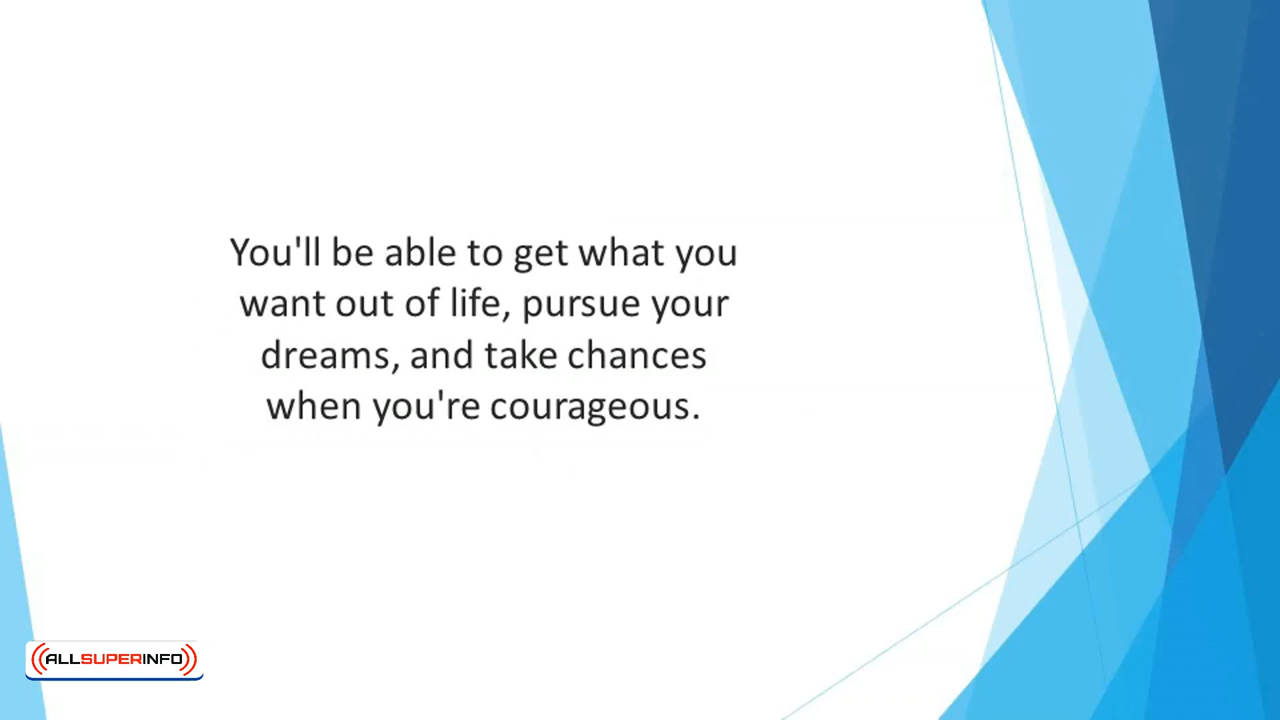 You'll be able to get what you
want out of life, pursue your
dreams, and take chances
when you're courageous.
ALLSUPERINFO